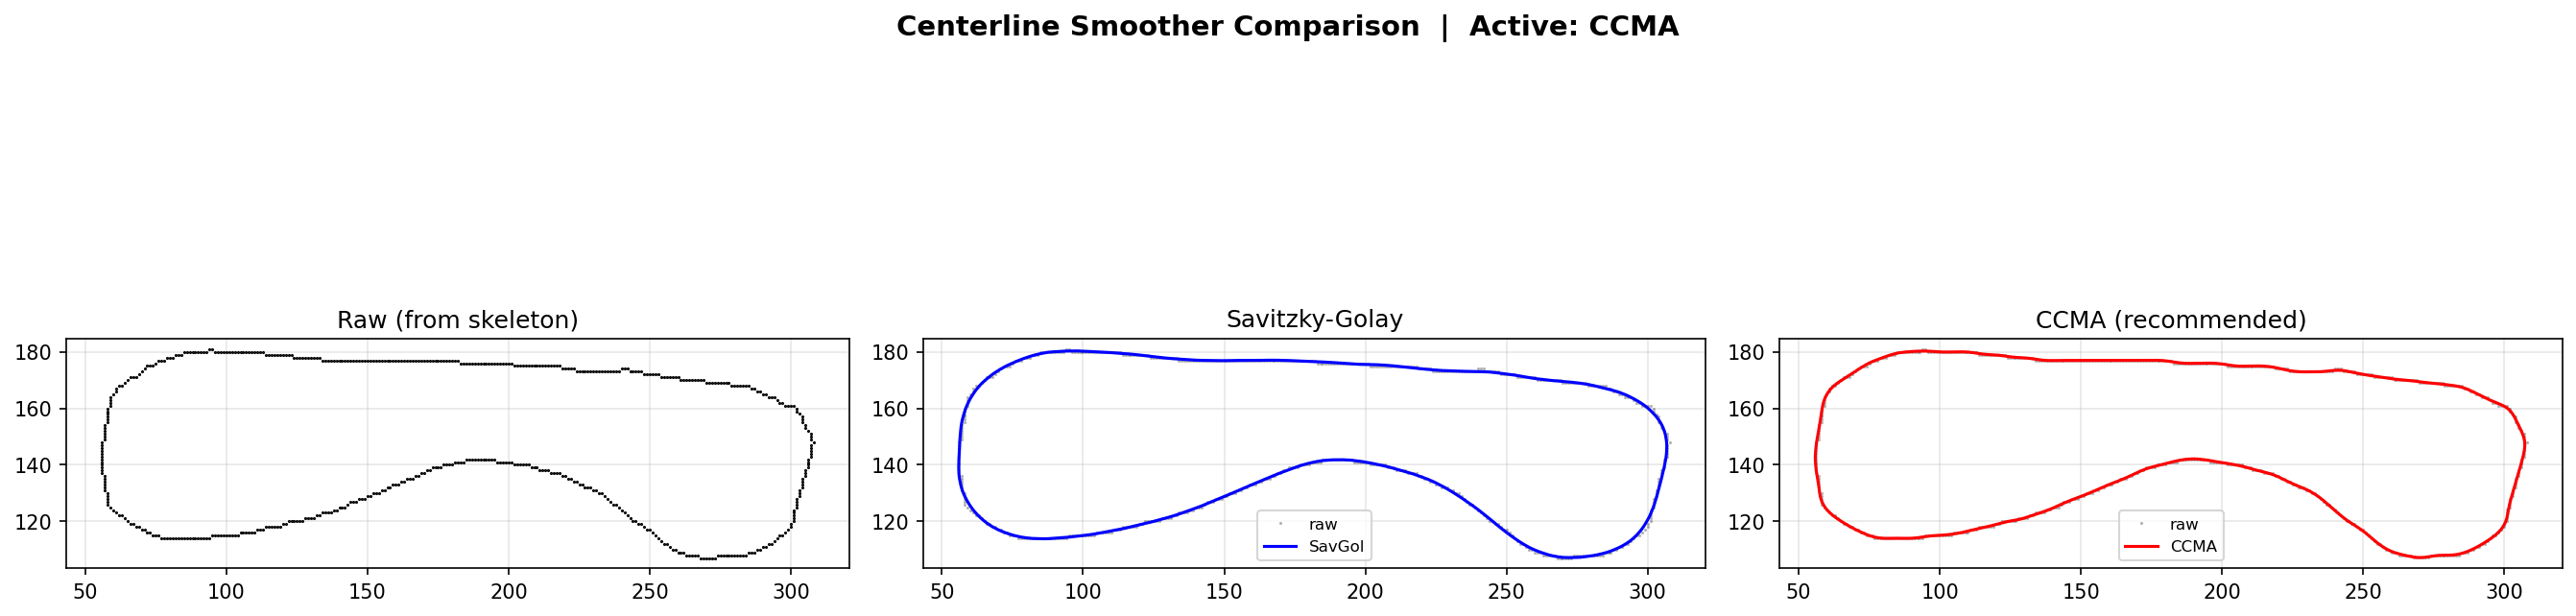 Centerline Smoother Comparison | Active: CCMA
Raw (from skeleton)
180
160
140
120
50 100 150 200 250 300
Savitzky-Golay
180
160
140
120
raw
SavGol
50 100 150 200 250 300
CCMA (recommended)
180
160
140
120
raw
CCMA
50 100 150 200 250 300